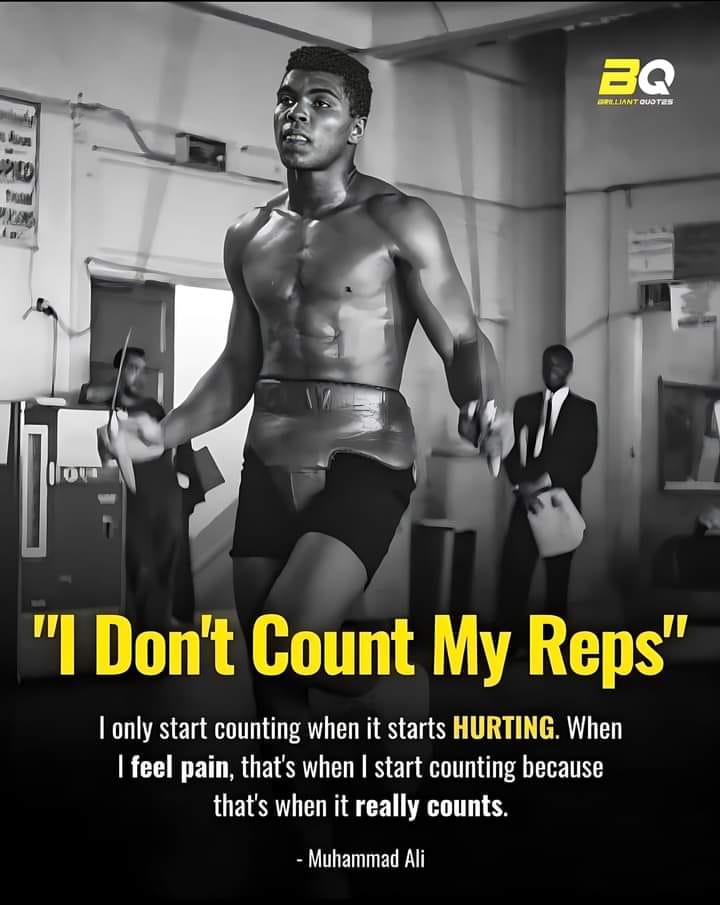 BQ
BRILLIANT QUOTES
"I Don't Count My Reps"
I only start counting when it starts HURTING. When
I feel pain, that's when I start counting because
that's when it really counts.
- Muhammad Ali